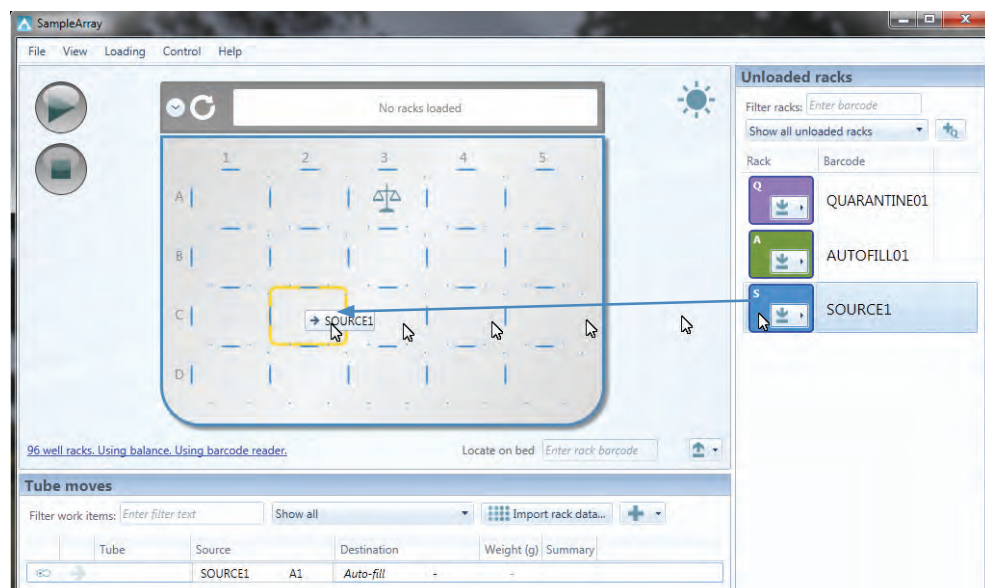 SampleArray
File View Loading Control Help
No racks loaded
1 2 3 4 5
A
B
C
D
SOURCE1
96 well racks. Using balance. Using barcode reader.
Locate on bed Enter rack barcode
Unloaded racks
Filter racks: Enter barcode
Show all unloaded racks
Rack Barcode
Q QUARANTINE01
A AUTOFILL01
S SOURCE1
Tube moves
Filter work items: Enter filter text Show all Import rack data...
Tube Source Destination Weight (g) Summary
SOURCE1 A1 Auto-fill - -